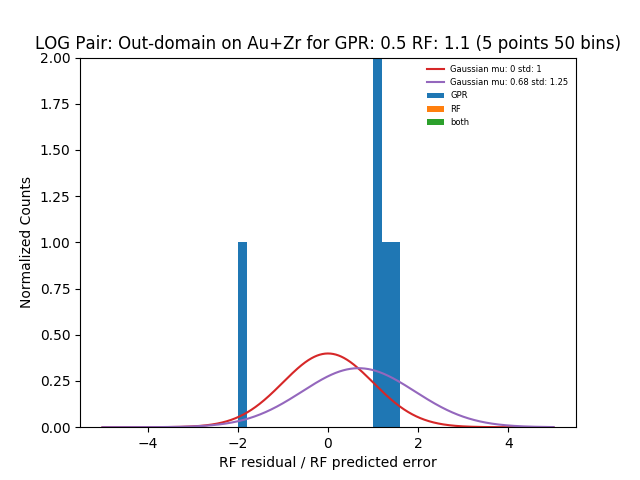 LOG Pair: Out-domain on Au+Zr for GPR: 0.5 RF: 1.1 (5 points 50 bins)
Gaussian mu: 0 std: 1
Gaussian mu: 0.68 std: 1.25
GPR
RF
both
Normalized Counts
2.00
1.75
1.50
1.25
1.00
0.75
0.50
0.25
0.00
−4
−2
0
2
4
RF residual / RF predicted error